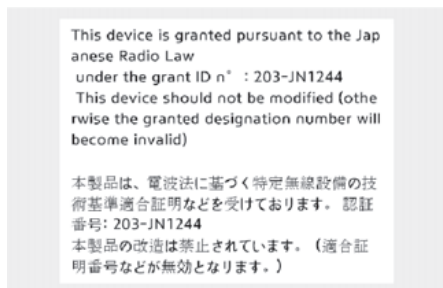 This device is granted pursuant to the Jap
anese Radio Law
under the grant ID n° : 203-JN1244
This device should not be modified (othe
rwise the granted designation number will
become invalid)
本製品は、電波法に基づく特定無線設備の技
術基準適合証明などを受けております。 認証
番号: 203-JN1244
本製品の改造は禁止されています。 (適合証
明番号などが無効となります。)